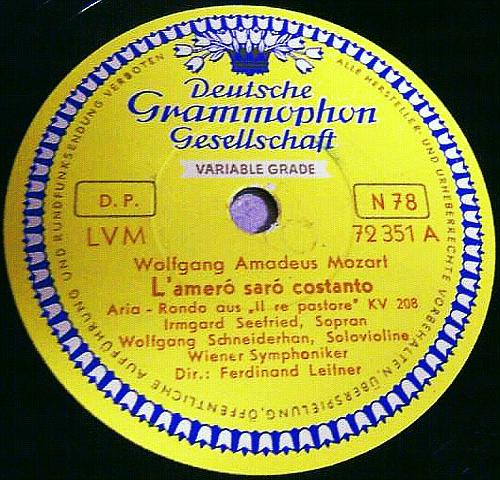 Deutsche
Grammophon
Gesellschaft
VARIABLE GRADE
D. P.
N 78
LVM
72 351 A
Wolfgang Amadeus Mozart
L'ameró saró costanto
Aria - Rondo aus „Il re pastore" KV 208
Irmgard Seefried, Sopran
Wolfgang Schneiderhan, Solovioline
Wiener Symphoniker
Dir.: Ferdinand Leitner
ALLE HERSTELLER- UND URHEBERRECHTE VORBEHALTEN, ÜBERSPIELUNG, ÖFFENTLICHE AUFFÜHRUNG UND RUNDFUNKSENDUNG VERBOTEN